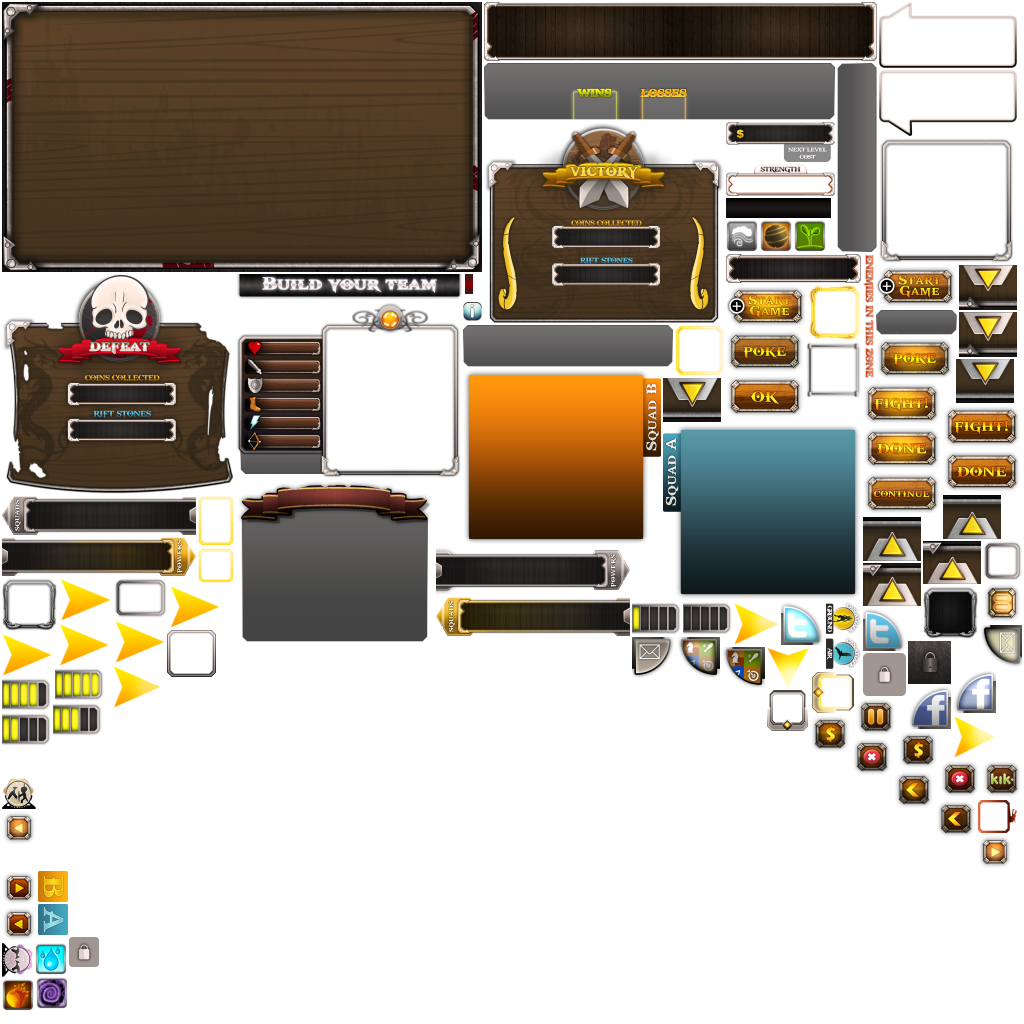 WINS
LOSSES
$
NEXT LEVEL
COST
VICTORY
STRENGTH
COINS COLLECTED
RIFT STONES
BUILD YOUR TEAM
i
START
GAME
START
GAME
ENEMIES IN THIS ZONE
DEFEAT
COINS COLLECTED
RIFT STONES
POKE
POKE
OK
FIGHT!
FIGHT!
DONE
DONE
CONTINUE
SQUAD B
SQUAD A
SQUADS
POWERS
POWERS
SQUADS
GROUND
AIR
t
t
f
f
$
$
kik
B
A